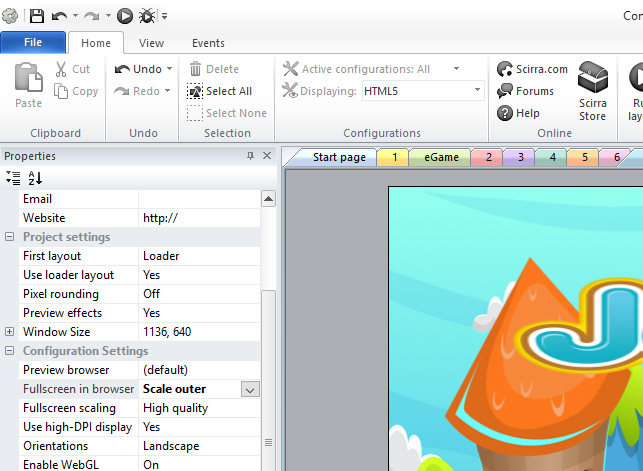 Con
File Home View Events
Paste
Cut
Copy
Clipboard
Undo
Redo
Undo
Delete
Select All
Select None
Selection
Active configurations: All
Displaying: HTML5
Configurations
Scirra.com
Forums
Help
Scirra
Store
Online
Ru
lay
Properties
Start page 1 eGame 2 3 4 5 6
A
Z
Email
Website http://
Project settings
First layout Loader
Use loader layout Yes
Pixel rounding Off
Preview effects Yes
Window Size 1136, 640
Configuration Settings
Preview browser (default)
Fullscreen in browser Scale outer
Fullscreen scaling High quality
Use high-DPI display Yes
Orientations Landscape
Enable WebGL On
J